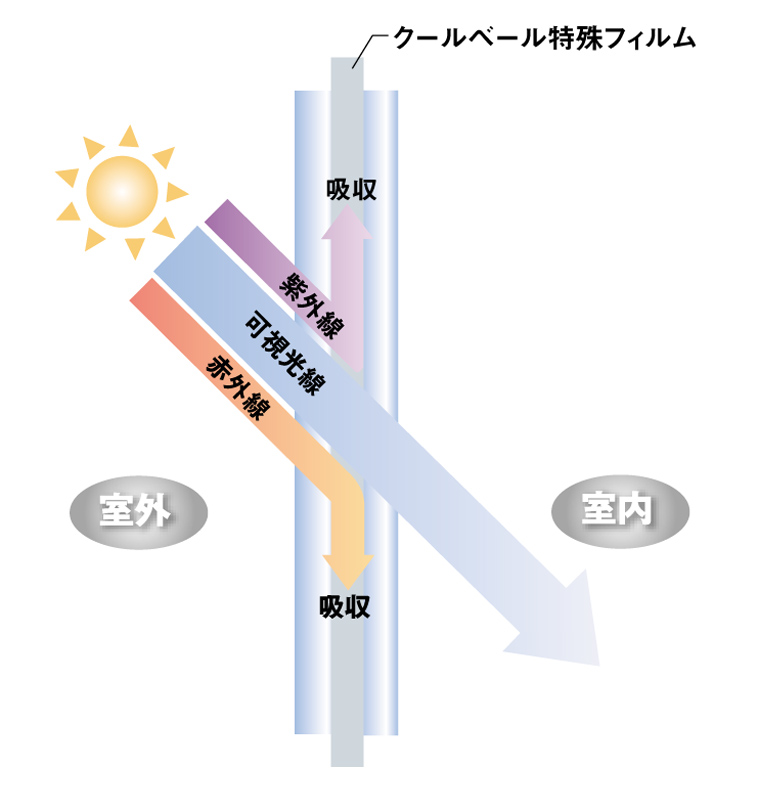 クールベール特殊フィルム
吸収
紫外線
可視光線
赤外線
室外
室内
吸収